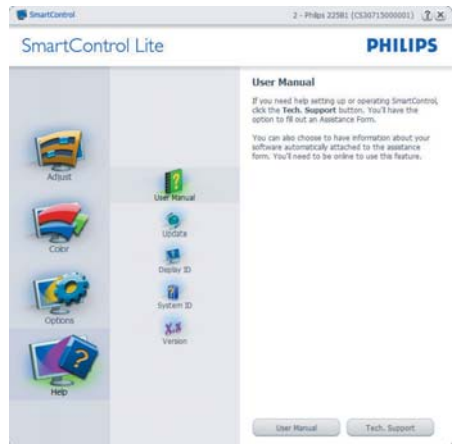 SmartControl
2 - Philips 225B1 (CS30715000001)
SmartControl Lite
PHILIPS
Adjust
Color
Options
Help
User Manual
Update
Display ID
System ID
Version
User Manual
If you need help setting up or operating SmartControl,
click the Tech. Support button. You'll have the
option to fill out an Assistance Form.
You can also choose to have information about your
software automatically attached to the assistance
form. You'll need to be online to use this feature.
User Manual
Tech. Support